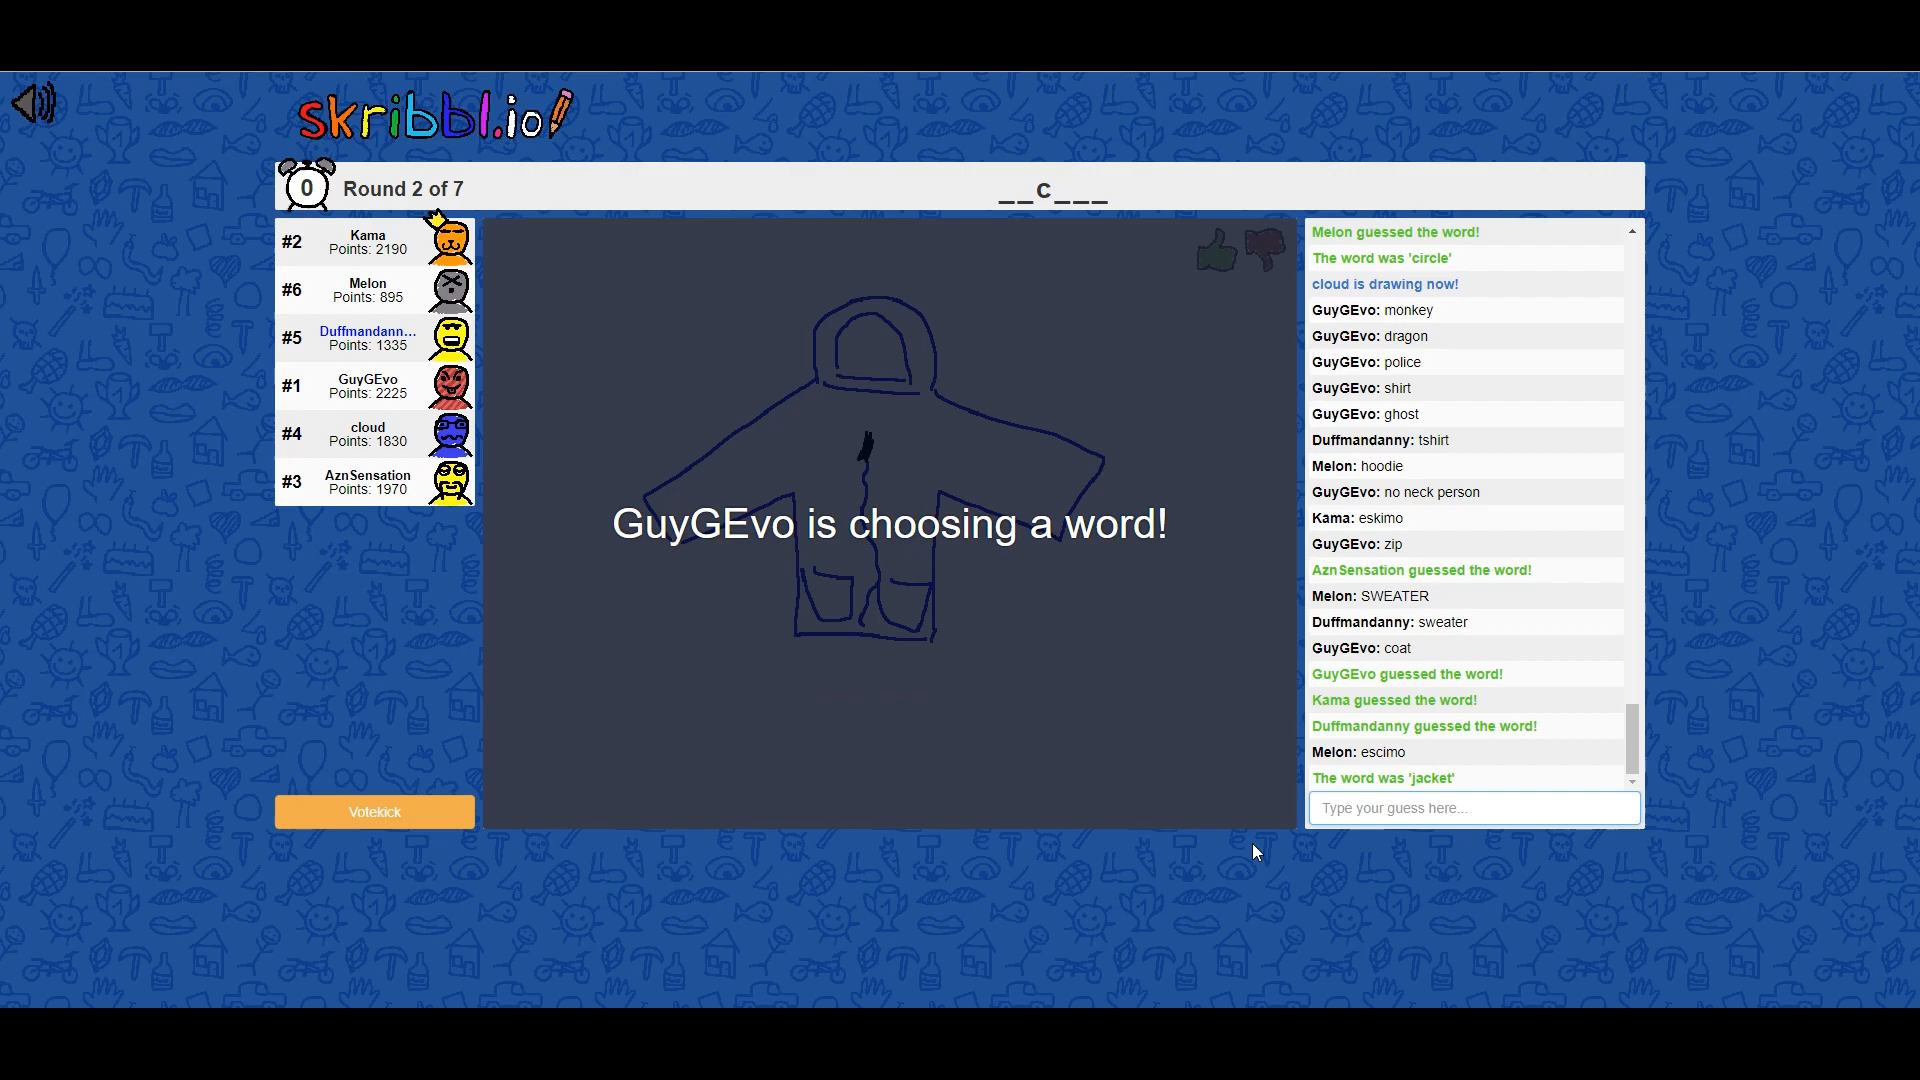 skribbl.io
0
Round 2 of 7
__c___
#2
Kama
Points: 2190
#6
Melon
Points: 895
#5
Duffmandann...
Points: 1335
#1
GuyGEvo
Points: 2225
#4
cloud
Points: 1830
#3
AznSensation
Points: 1970
Votekick
GuyGEvo is choosing a word!
Melon guessed the word!
The word was 'circle'
cloud is drawing now!
GuyGEvo: monkey
GuyGEvo: dragon
GuyGEvo: police
GuyGEvo: shirt
GuyGEvo: ghost
Duffmandanny: tshirt
Melon: hoodie
GuyGEvo: no neck person
Kama: eskimo
GuyGEvo: zip
AznSensation guessed the word!
Melon: SWEATER
Duffmandanny: sweater
GuyGEvo: coat
GuyGEvo guessed the word!
Kama guessed the word!
Duffmandanny guessed the word!
Melon: escimo
The word was 'jacket'
Type your guess here...